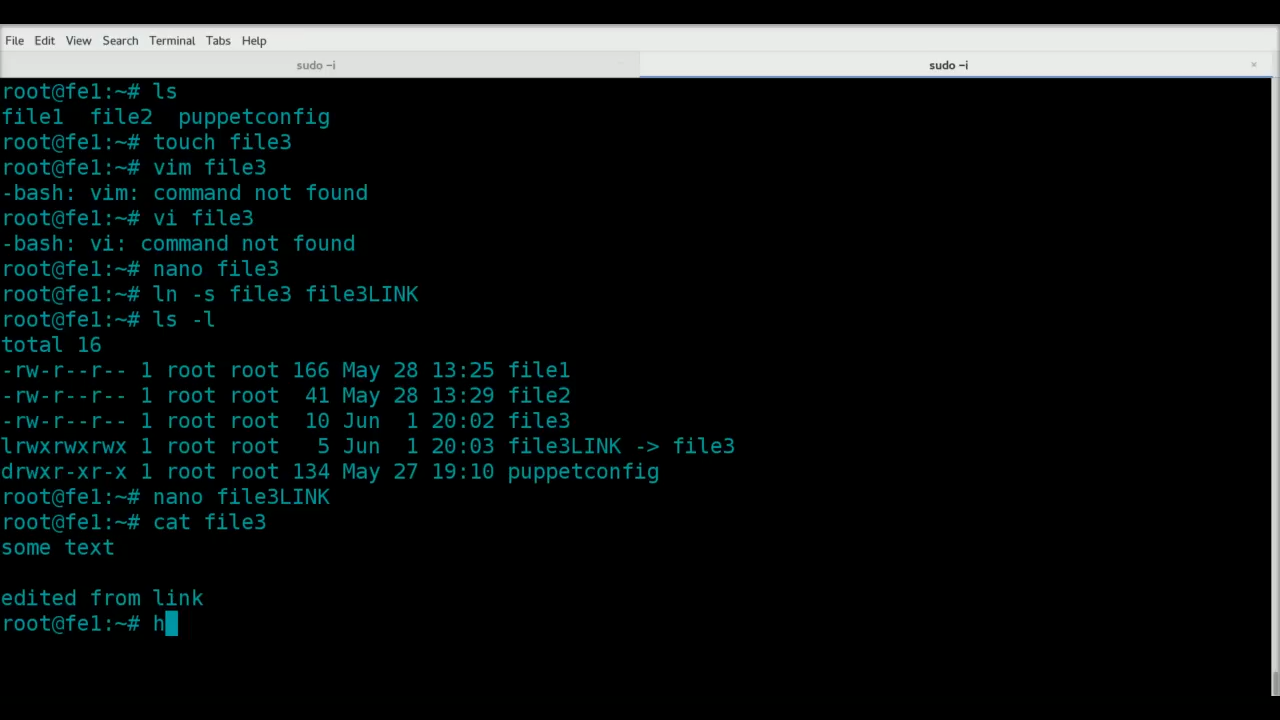 File Edit View Search Terminal Tabs Help
sudo -i sudo -i ×
root@fe1:~# ls
file1  file2  puppetconfig
root@fe1:~# touch file3
root@fe1:~# vim file3
-bash: vim: command not found
root@fe1:~# vi file3
-bash: vi: command not found
root@fe1:~# nano file3
root@fe1:~# ln -s file3 file3LINK
root@fe1:~# ls -l
total 16
-rw-r--r-- 1 root root 166 May 28 13:25 file1
-rw-r--r-- 1 root root  41 May 28 13:29 file2
-rw-r--r-- 1 root root  10 Jun  1 20:02 file3
lrwxrwxrwx 1 root root   5 Jun  1 20:03 file3LINK -> file3
drwxr-xr-x 1 root root 134 May 27 19:10 puppetconfig
root@fe1:~# nano file3LINK
root@fe1:~# cat file3
some text
edited from link
root@fe1:~# h